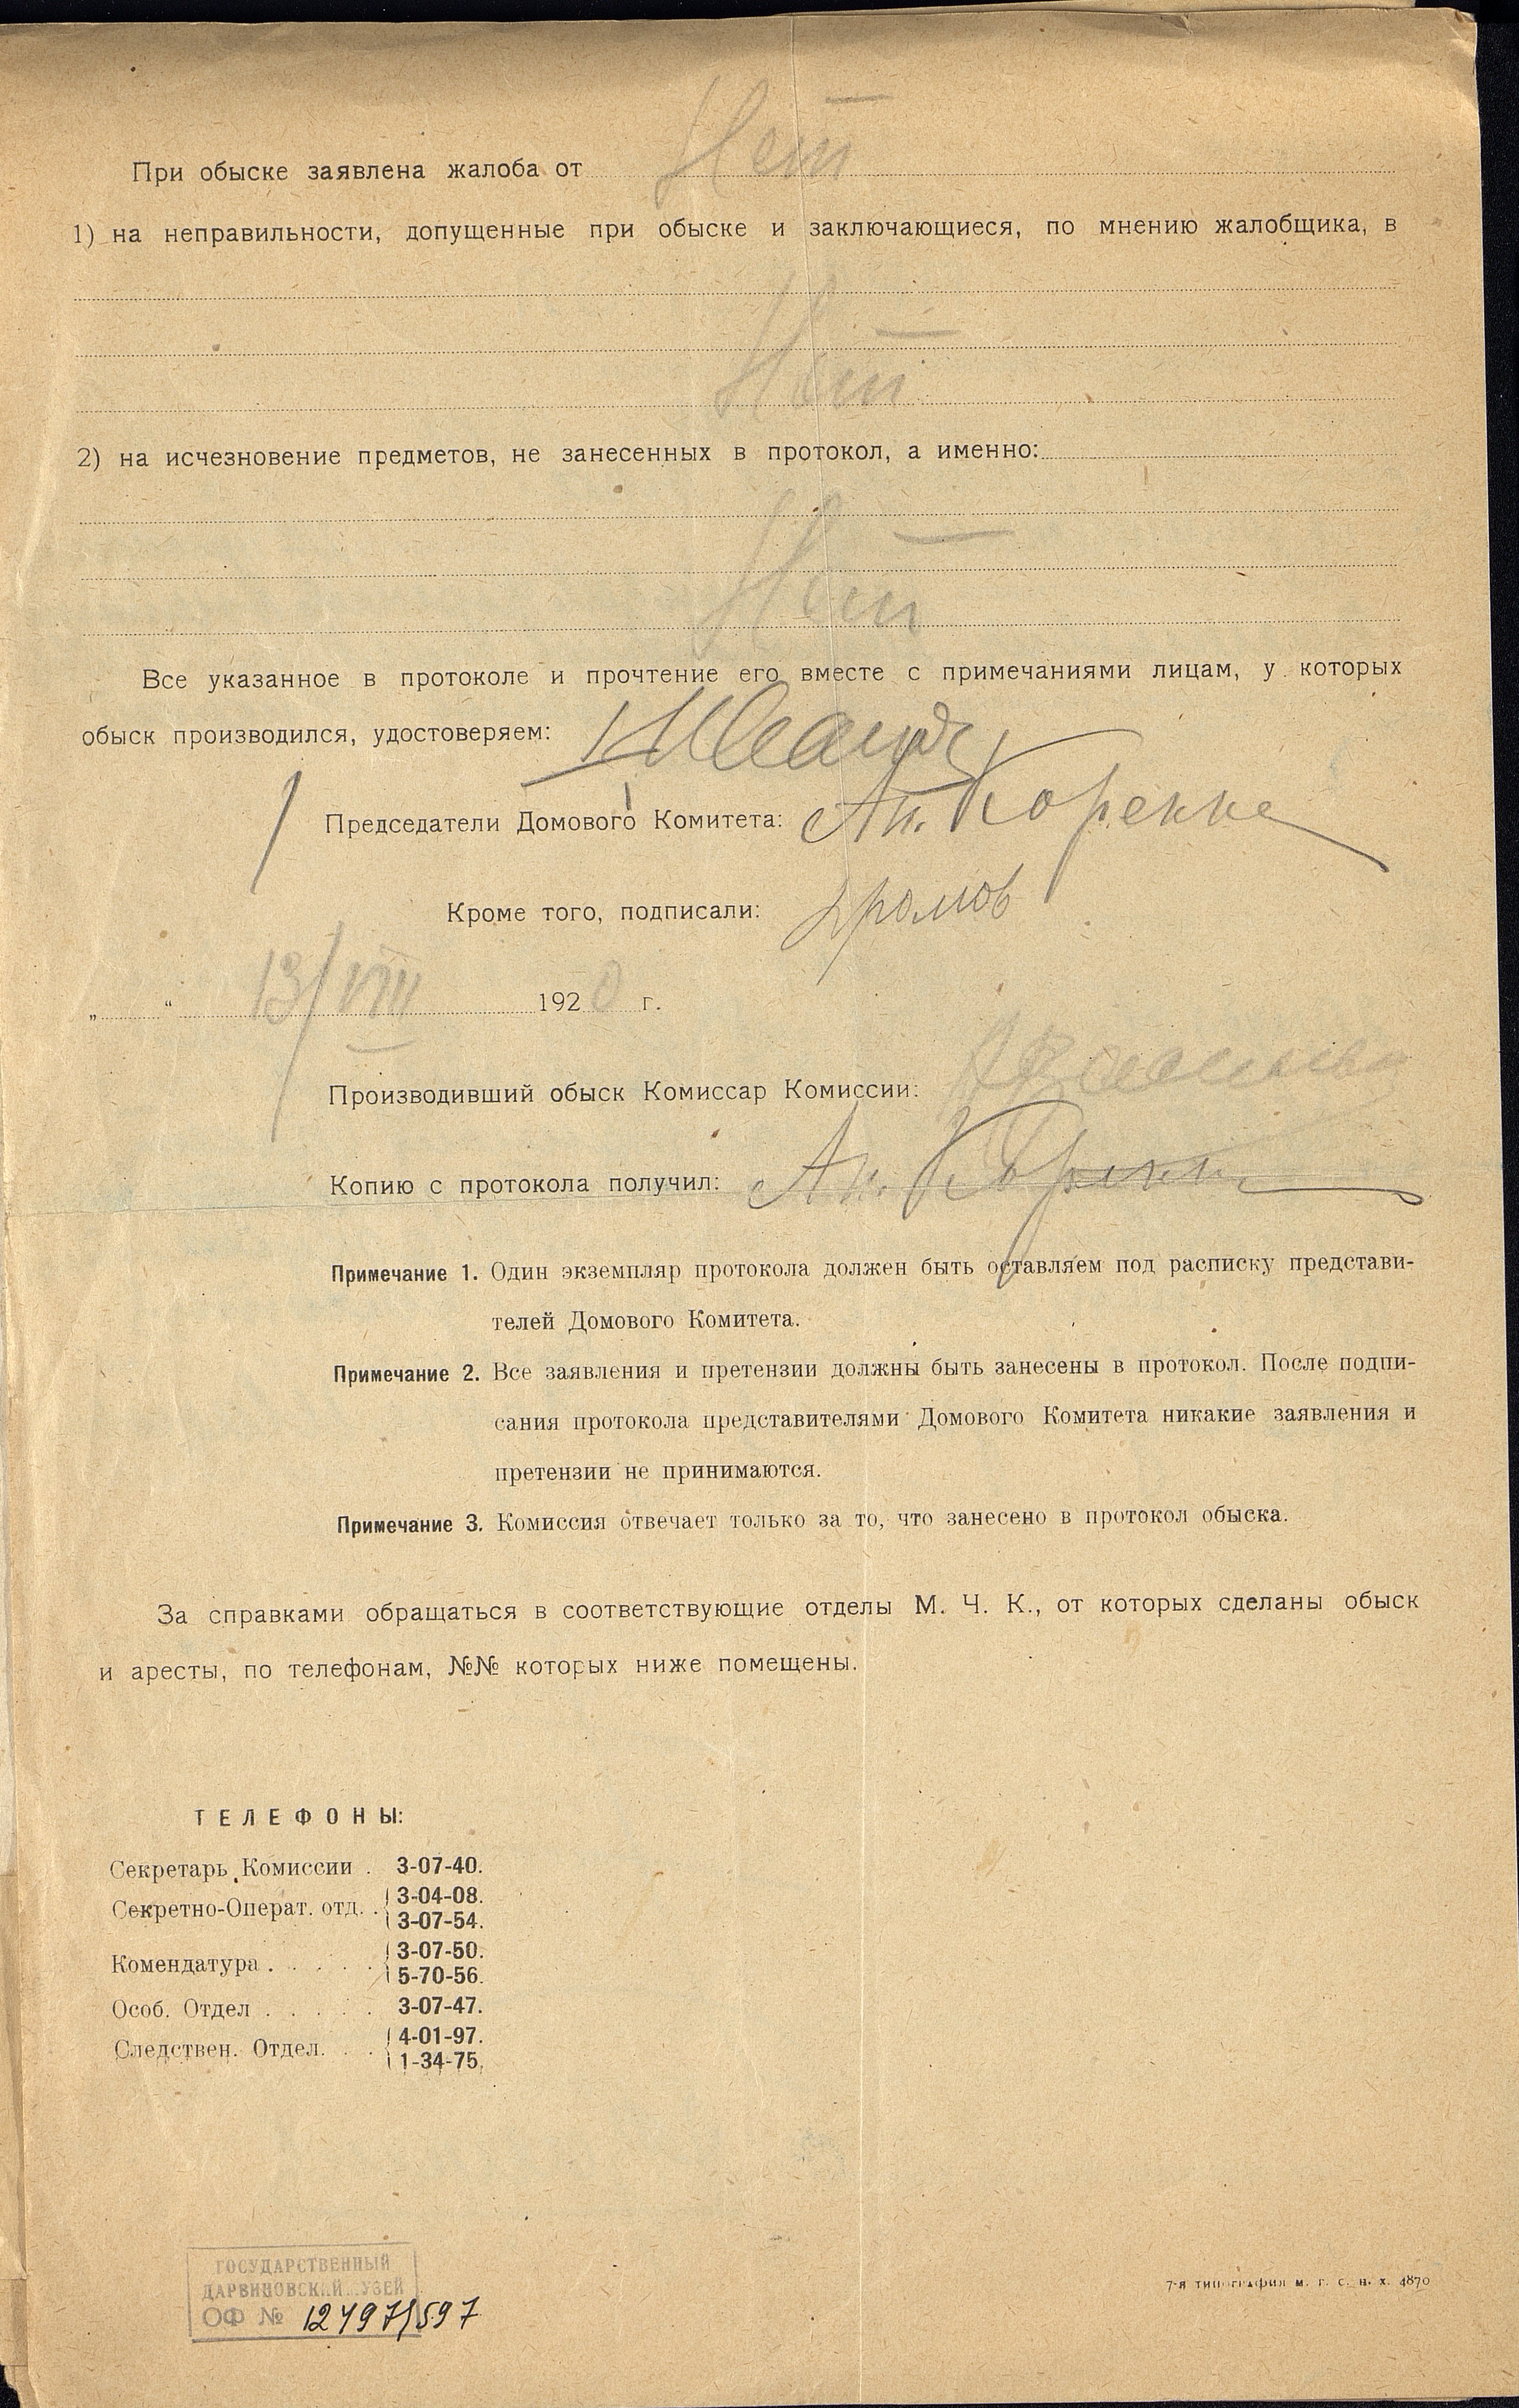 При обыске заявлена жалоба от Нет
1) на неправильности, допущенные при обыске и заключающиеся, по мнению жалобщика, в
Нет
2) на исчезновение предметов, не занесенных в протокол, а именно:
Нет
Все указанное в протоколе и прочтение его вместе с примечаниями лицам, у которых
обыск производился, удостоверяем:
Председатели Домового Комитета: Ан.
Кроме того, подписали: Громов
„ “ 13/VIII 1920 г.
Производивший обыск Комиссар Комиссии:
Копию с протокола получил: Ан.
Примечание 1. Один экземпляр протокола должен быть оставляем под расписку представи-
телей Домового Комитета.
Примечание 2. Все заявления и претензии должны быть занесены в протокол. После подпи-
сания протокола представителями Домового Комитета никакие заявления и
претензии не принимаются.
Примечание 3. Комиссия отвечает только за то, что занесено в протокол обыска.
За справками обращаться в соответствующие отделы М. Ч. К., от которых сделаны обыск
и аресты, по телефонам, №№ которых ниже помещены.
ТЕЛЕФОНЫ:
Секретарь Комиссии . 3-07-40.
Секретно-Операт. отд. . 3-04-08.
3-07-54.
Комендатура . . . . . 3-07-50.
5-70-56.
Особ. Отдел . . . . . 3-07-47.
Следствен. Отдел. . . 4-01-97.
1-34-75.
ГОСУДАРСТВЕННЫЙ
ДАРВИНОВСКИЙ МУЗЕЙ
ОФ № 12497/597
7-я типография м. г. с. н. х. 4870